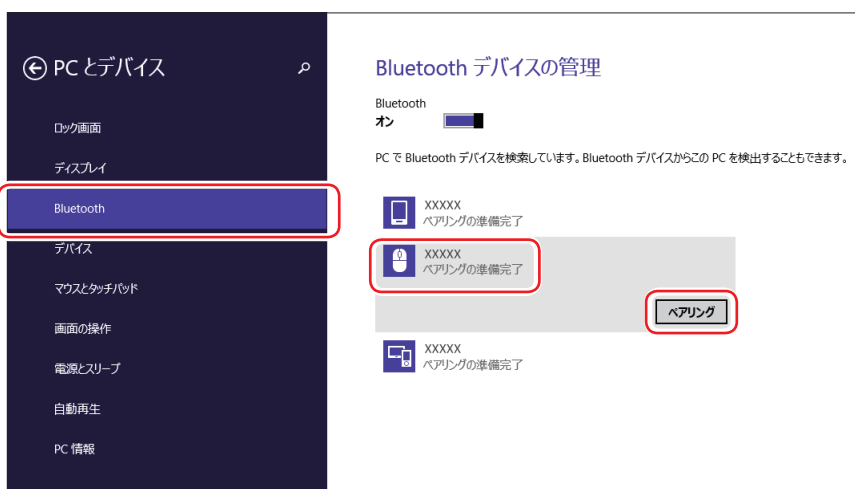 PC とデバイス
ロック画面
ディスプレイ
Bluetooth
デバイス
マウスとタッチパッド
画面の操作
電源とスリープ
自動再生
PC 情報
Bluetooth デバイスの管理
Bluetooth
オン
PC で Bluetooth デバイスを検索しています。Bluetooth デバイスからこの PC を検出することもできます。
XXXXX
ペアリングの準備完了
XXXXX
ペアリングの準備完了
ペアリング
XXXXX
ペアリングの準備完了